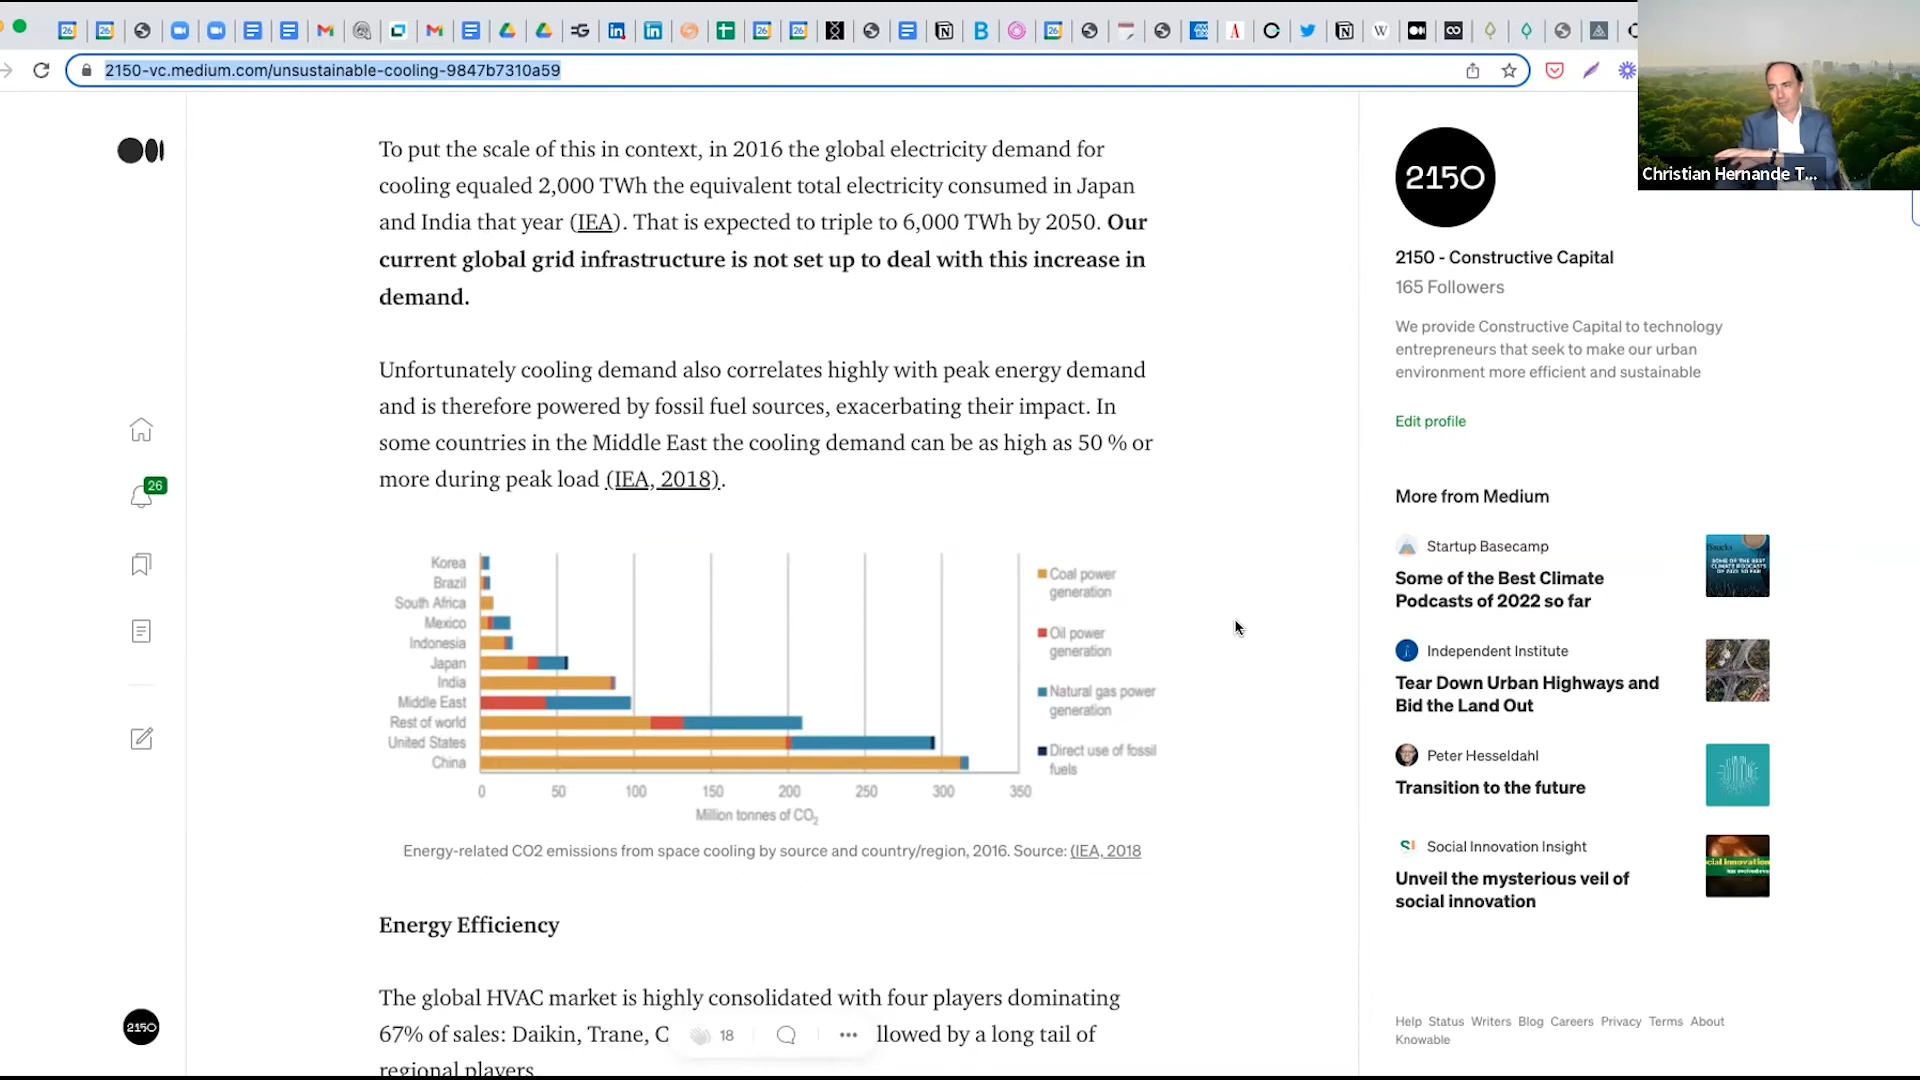 2150-vc.medium.com/unsustainable-cooling-9847b7310a59
Christian Hernande T...
To put the scale of this in context, in 2016 the global electricity demand for
cooling equaled 2,000 TWh the equivalent total electricity consumed in Japan
and India that year (IEA). That is expected to triple to 6,000 TWh by 2050. Our
current global grid infrastructure is not set up to deal with this increase in
demand.
Unfortunately cooling demand also correlates highly with peak energy demand
and is therefore powered by fossil fuel sources, exacerbating their impact. In
some countries in the Middle East the cooling demand can be as high as 50 % or
more during peak load (IEA, 2018).
Korea
Brazil
South Africa
Mexico
Indonesia
Japan
India
Middle East
Rest of world
United States
China
0 50 100 150 200 250 300 350
Million tonnes of CO2
Coal power
generation
Oil power
generation
Natural gas power
generation
Direct use of fossil
fuels
Energy-related CO2 emissions from space cooling by source and country/region, 2016. Source: (IEA, 2018
Energy Efficiency
The global HVAC market is highly consolidated with four players dominating
67% of sales: Daikin, Trane, C
18
llowed by a long tail of
regional players
26
2150
2150
2150 - Constructive Capital
165 Followers
We provide Constructive Capital to technology
entrepreneurs that seek to make our urban
environment more efficient and sustainable
Edit profile
More from Medium
Startup Basecamp
Some of the Best Climate
Podcasts of 2022 so far
Independent Institute
Tear Down Urban Highways and
Bid the Land Out
Peter Hesseldahl
Transition to the future
Social Innovation Insight
Unveil the mysterious veil of
social innovation
Help Status Writers Blog Careers Privacy Terms About
Knowable